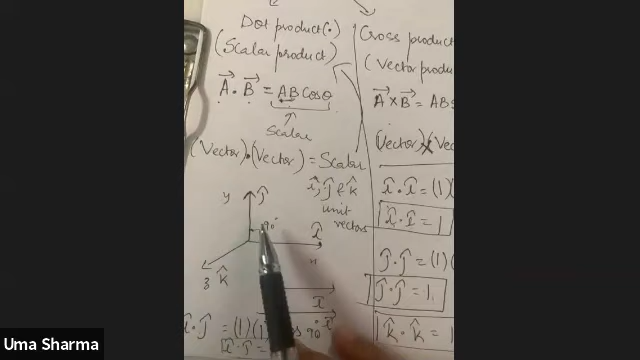 Dot product(•)
(Scalar product)
A⃗ . B⃗ = AB Cosθ
Scalar
(Vector).(Vector) = Scalar
î, ĵ & k̂
unit
vectors
y
ĵ
90°
î
x
z
k̂
î
î
î.ĵ = (1)(1) cos 90°
î.ĵ =
Cross product
(Vector produ
A⃗ X B⃗ = ABs
(Vector)X(Vec
î . î = (1)(
î . î = 1
ĵ . ĵ = (1)
ĵ . ĵ = 1.
k̂ . k̂ = 1
Uma Sharma